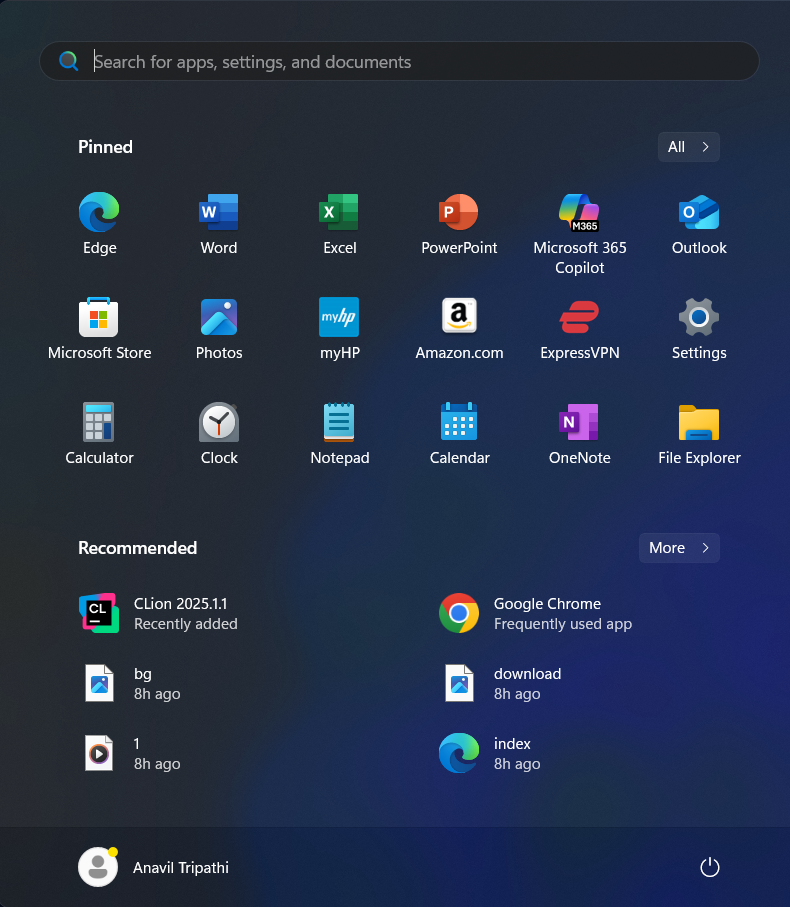 Search for apps, settings, and documents
Pinned
All
Edge
W
Word
X
Excel
P
PowerPoint
M365
Microsoft 365
Copilot
O
Outlook
Microsoft Store
Photos
myhp
myHP
a
Amazon.com
ExpressVPN
Settings
Calculator
Clock
Notepad
Calendar
N
OneNote
File Explorer
Recommended
More
CL
CLion 2025.1.1
Recently added
Google Chrome
Frequently used app
bg
8h ago
download
8h ago
1
8h ago
index
8h ago
Anavil Tripathi